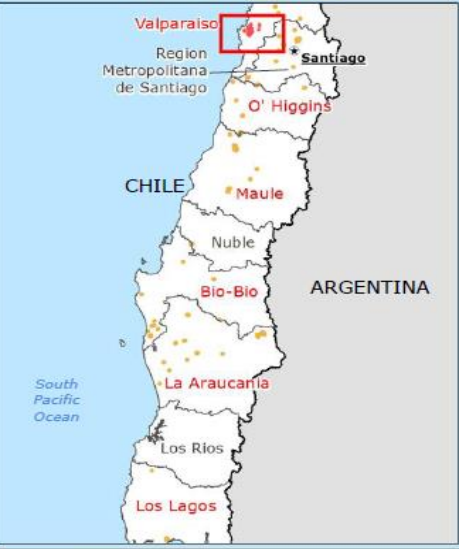 Valparaiso
Santiago
Region
Metropolitana
de Santiago
O' Higgins
CHILE
Maule
Nuble
Bio-Bio
ARGENTINA
South
Pacific
Ocean
La Araucania
Los Rios
Los Lagos